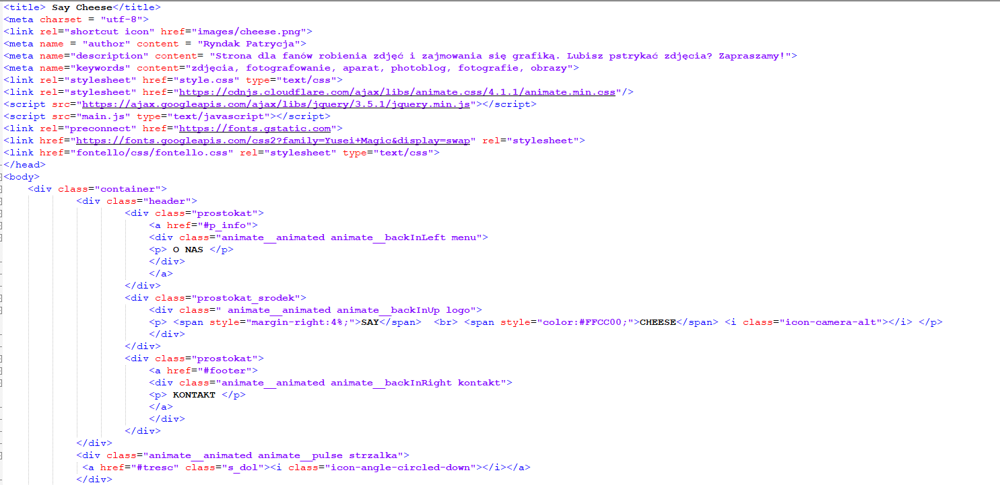 <title> Say Cheese</title>
<meta charset = "utf-8">
<link rel="shortcut icon" href="images/cheese.png">
<meta name = "author" content = "Ryndak Patrycja">
<meta name="description" content= "Strona dla fanów robienia zdjęć i zajmowania się grafiką. Lubisz pstrykać zdjęcia? Zapraszamy!">
<meta name="keywords" content="zdjęcia, fotografowanie, aparat, photoblog, fotografie, obrazy">
<link rel="stylesheet" href="style.css" type="text/css">
<link rel="stylesheet" href="https://cdnjs.cloudflare.com/ajax/libs/animate.css/4.1.1/animate.min.css"/>
<script src="https://ajax.googleapis.com/ajax/libs/jquery/3.5.1/jquery.min.js"></script>
<script src="main.js" type="text/javascript"></script>
<link rel="preconnect" href="https://fonts.gstatic.com">
<link href="https://fonts.googleapis.com/css2?family=Yusei+Magic&display=swap" rel="stylesheet">
<link href="fontello/css/fontello.css" rel="stylesheet" type="text/css">
</head>
<body>
<div class="container">
<div class="header">
<div class="prostokat">
<a href="#p_info">
<div class="animate__animated animate__backInLeft menu">
<p> O NAS </p>
</div>
</a>
</div>
<div class="prostokat_srodek">
<div class=" animate__animated animate__backInUp logo">
<p> <span style="margin-right:4%;">SAY</span>  <br> <span style="color:#FFCC00;">CHEESE</span> <i class="icon-camera-alt"></i> </p>
</div>
</div>
<div class="prostokat">
<a href="#footer">
<div class="animate__animated animate__backInRight kontakt">
<p> KONTAKT </p>
</a>
</div>
</div>
</div>
<div class="animate__animated animate__pulse strzalka">
<a href="#tresc" class="s_dol"><i class="icon-angle-circled-down"></i></a>
</div>